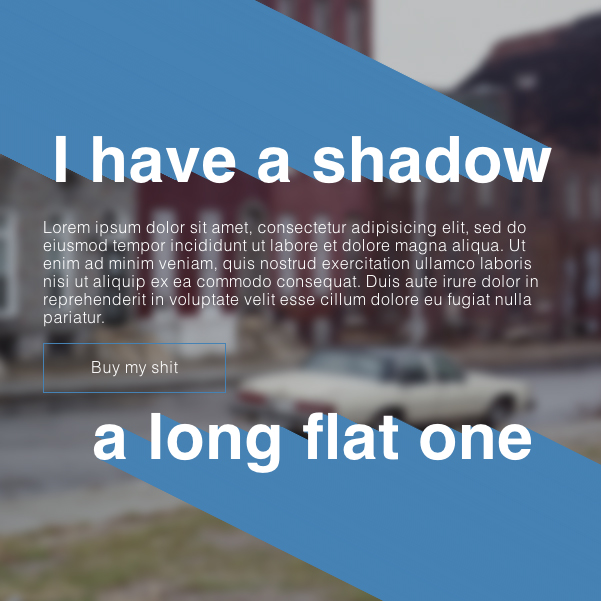 I have a shadow
Lorem ipsum dolor sit amet, consectetur adipisicing elit, sed do
eiusmod tempor incididunt ut labore et dolore magna aliqua. Ut
enim ad minim veniam, quis nostrud exercitation ullamco laboris
nisi ut aliquip ex ea commodo consequat. Duis aute irure dolor in
reprehenderit in voluptate velit esse cillum dolore eu fugiat nulla
pariatur.
Buy my shit
a long flat one